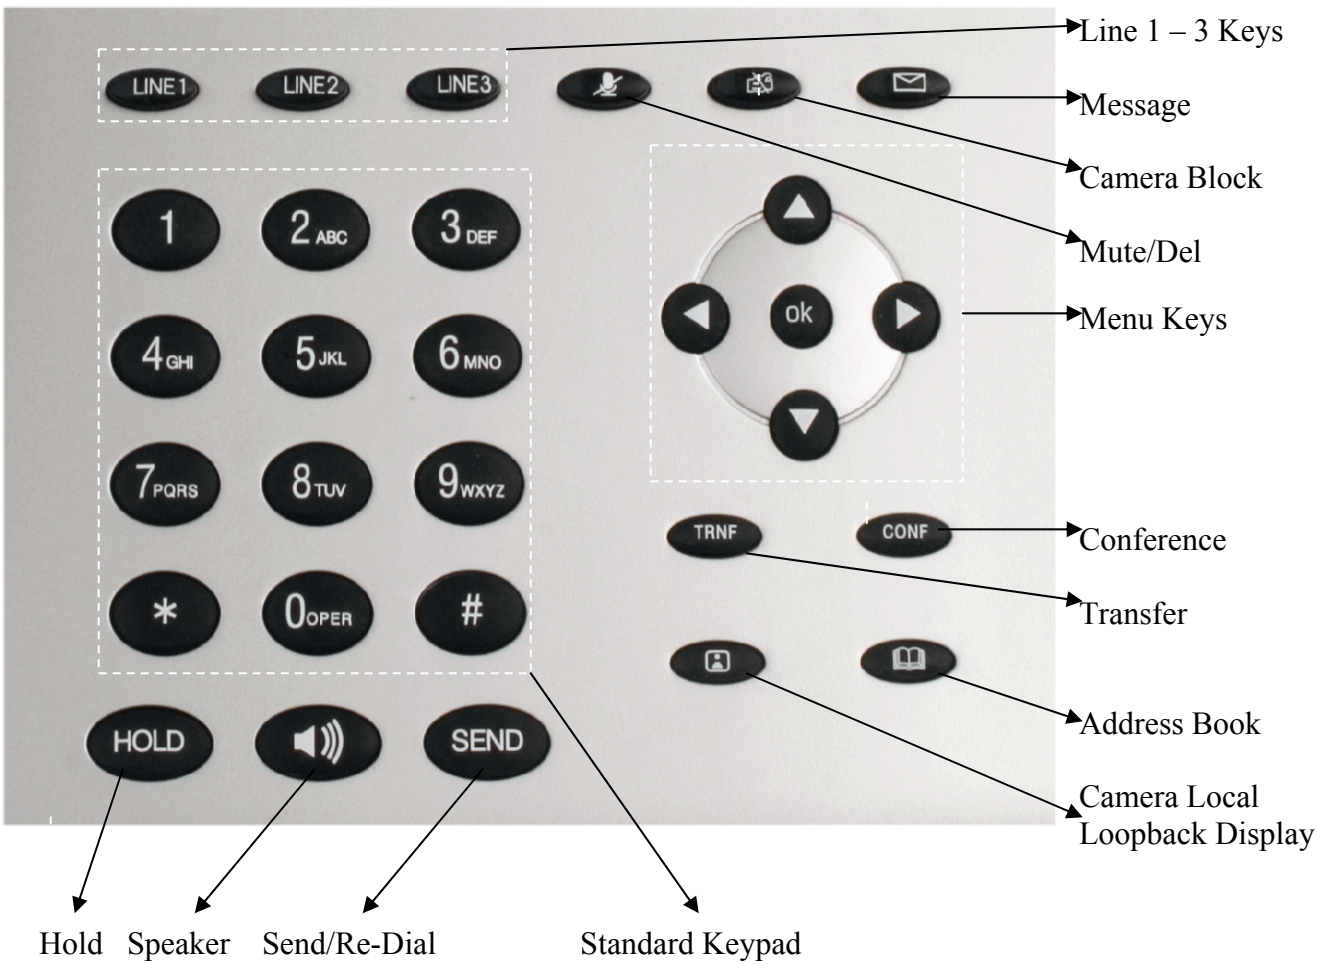 Line 1 – 3 Keys
LINE1 LINE2 LINE3
Message
Camera Block
1 2 ABC 3 DEF
Mute/Del
ok
Menu Keys
4 GHI 5 JKL 6 MNO
7 PQRS 8 TUV 9 WXYZ
TRNF CONF
Conference
* 0 OPER #
Transfer
HOLD SEND
Address Book
Camera Local
Loopback Display
Hold Speaker Send/Re-Dial Standard Keypad